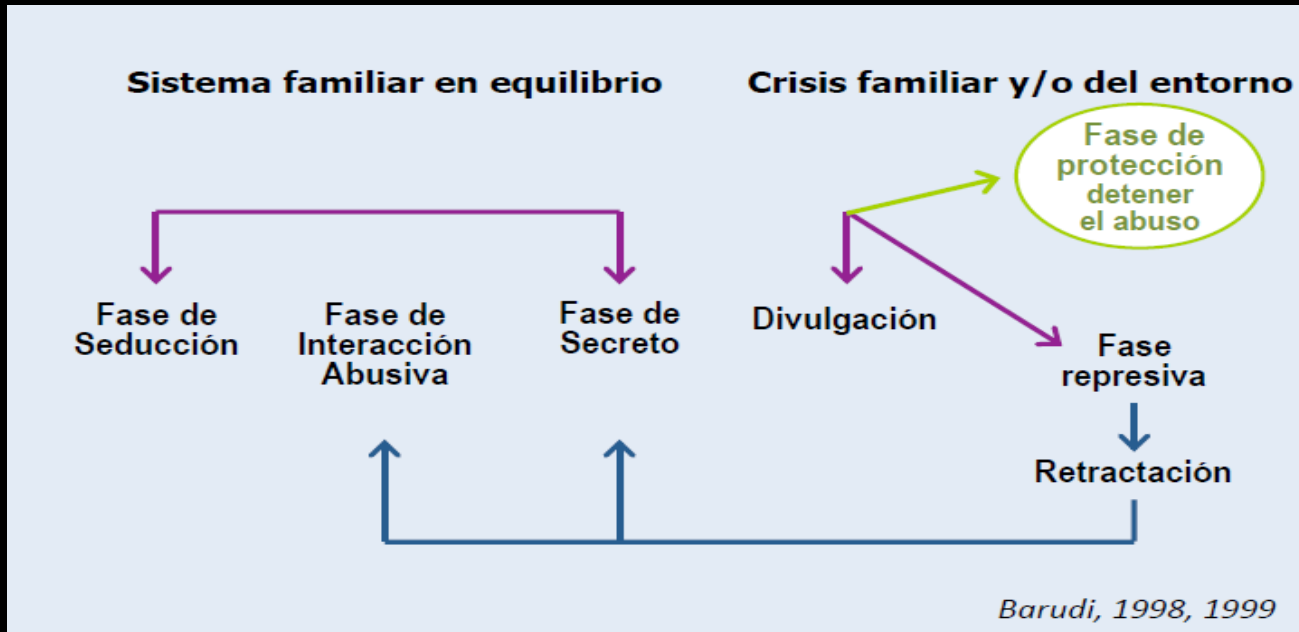 Sistema familiar en equilibrio
Crisis familiar y/o del entorno
Fase de
protección
detener
el abuso
Fase de
Seducción
Fase de
Interacción
Abusiva
Fase de
Secreto
Divulgación
Fase
represiva
Retractación
Barudi, 1998, 1999